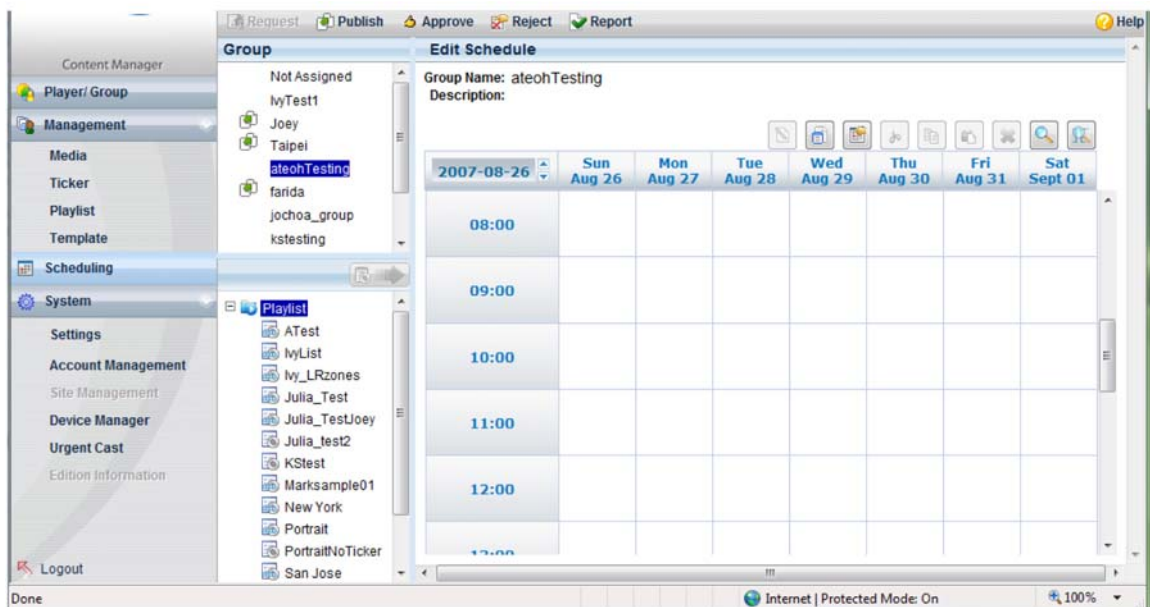 Request Publish Approve Reject Report Help
Content Manager
Player/ Group
Management
Media
Ticker
Playlist
Template
Scheduling
System
Settings
Account Management
Site Management
Device Manager
Urgent Cast
Edition Information
Logout
Group
Not Assigned
IvyTest1
Joey
Taipei
ateohTesting
farida
jochoa_group
kstesting
Playlist
ATest
IvyList
Ivy_LRzones
Julia_Test
Julia_TestJoey
Julia_test2
KStest
Marksample01
New York
Portrait
PortraitNoTicker
San Jose
Edit Schedule
Group Name: ateohTesting
Description:
2007-08-26 Sun Mon Tue Wed Thu Fri Sat
Aug 26 Aug 27 Aug 28 Aug 29 Aug 30 Aug 31 Sept 01
08:00
09:00
10:00
11:00
12:00
13:00
Done Internet | Protected Mode: On 100%